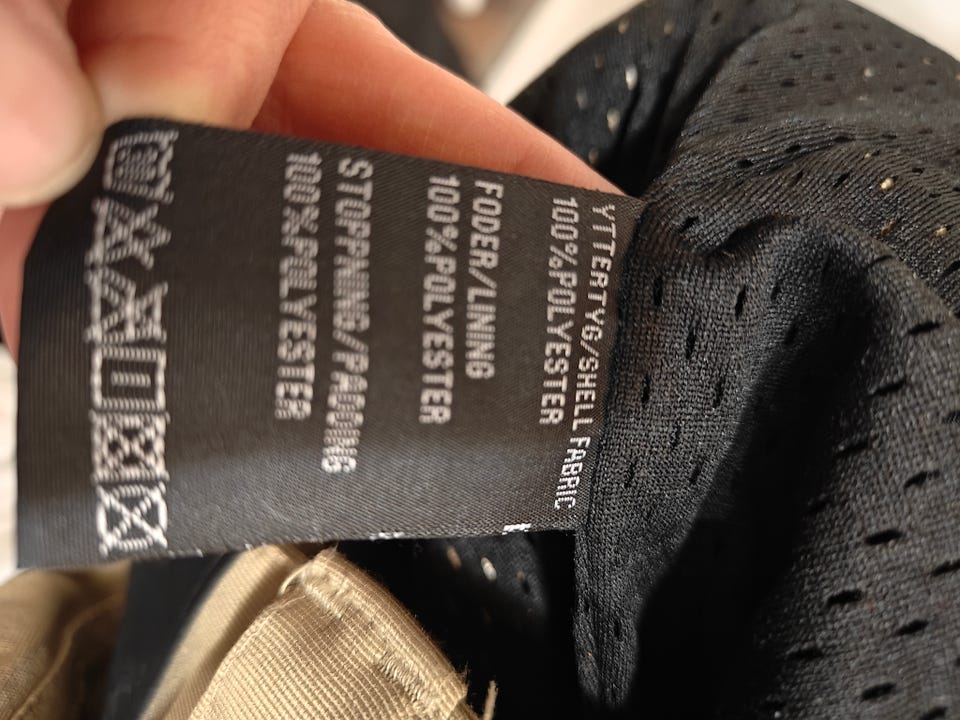 YTTERTYG/SHELL FABRIC
100%POLYESTER
FODER/LINING
100%POLYESTER
STOPPNING/PADDING
100%POLYESTER